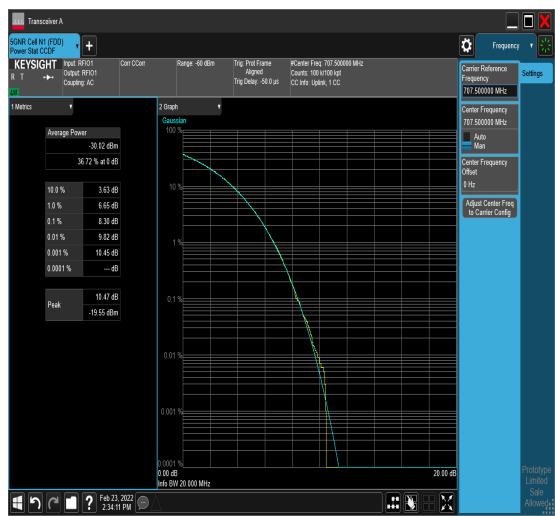 Transceiver A
5GNR Cell N1 (FDD)
Power Stat CCDF
Frequency
KEYSIGHT
R T
Input: RFIO1
Output: RFIO1
Coupling: AC
Corr CCorr
Range: -60 dBm
Trig: Prot Frame
Aligned
Trig Delay: -50.0 µs
#Center Freq: 707.500000 MHz
Counts: 100 k/100 kpt
CC Info: Uplink, 1 CC
Carrier Reference
Frequency
707.500000 MHz
Settings
Center Frequency
707.500000 MHz
Auto
Man
Center Frequency
Offset
0 Hz
Adjust Center Freq
to Carrier Config
1 Metrics
Average Power
-30.02 dBm
36.72 % at 0 dB
10.0 % 3.63 dB
1.0 % 6.65 dB
0.1 % 8.30 dB
0.01 % 9.82 dB
0.001 % 10.45 dB
0.0001 % --- dB
Peak
10.47 dB
-19.55 dBm
2 Graph
Gaussian
100 %
10 %
1 %
0.1 %
0.01 %
0.001 %
0.0001 %
0.00 dB
20.00 dB
Info BW 20.000 MHz
Feb 23, 2022
2:34:11 PM
Prototype
Limited
Sale
Allowed